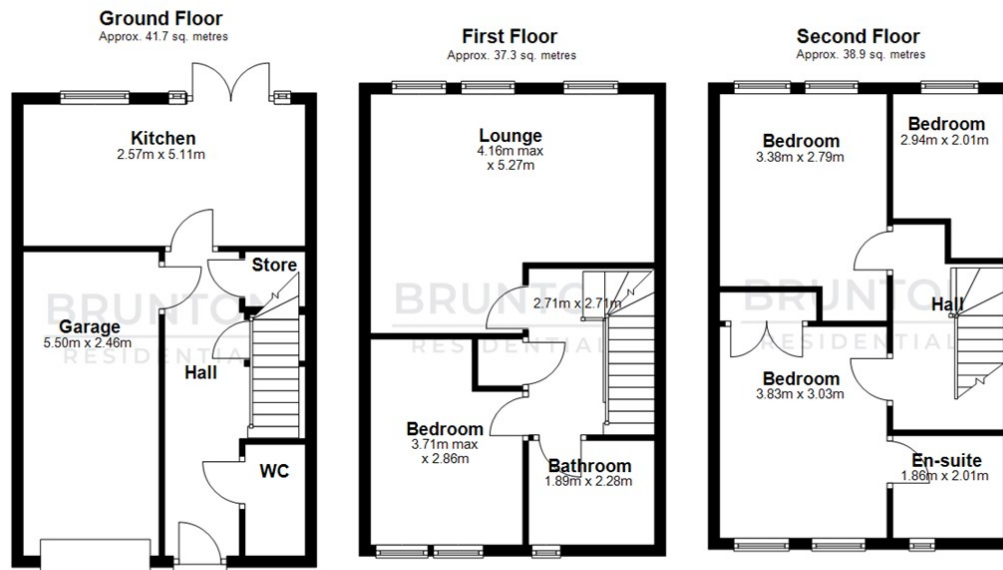 Ground Floor
Approx. 41.7 sq. metres
Kitchen
2.57m x 5.11m
Store
Garage
5.50m x 2.46m
Hall
WC
BRUNTON
RESIDENTIAL
First Floor
Approx. 37.3 sq. metres
Lounge
4.16m max
x 5.27m
2.71m x 2.71m
Bedroom
3.71m max
x 2.86m
Bathroom
1.89m x 2.28m
BRUNTON
RESIDENTIAL
Second Floor
Approx. 38.9 sq. metres
Bedroom
3.38m x 2.79m
Bedroom
2.94m x 2.01m
Hall
Bedroom
3.83m x 3.03m
En-suite
1.86m x 2.01m
BRUNTON
RESIDENTIAL